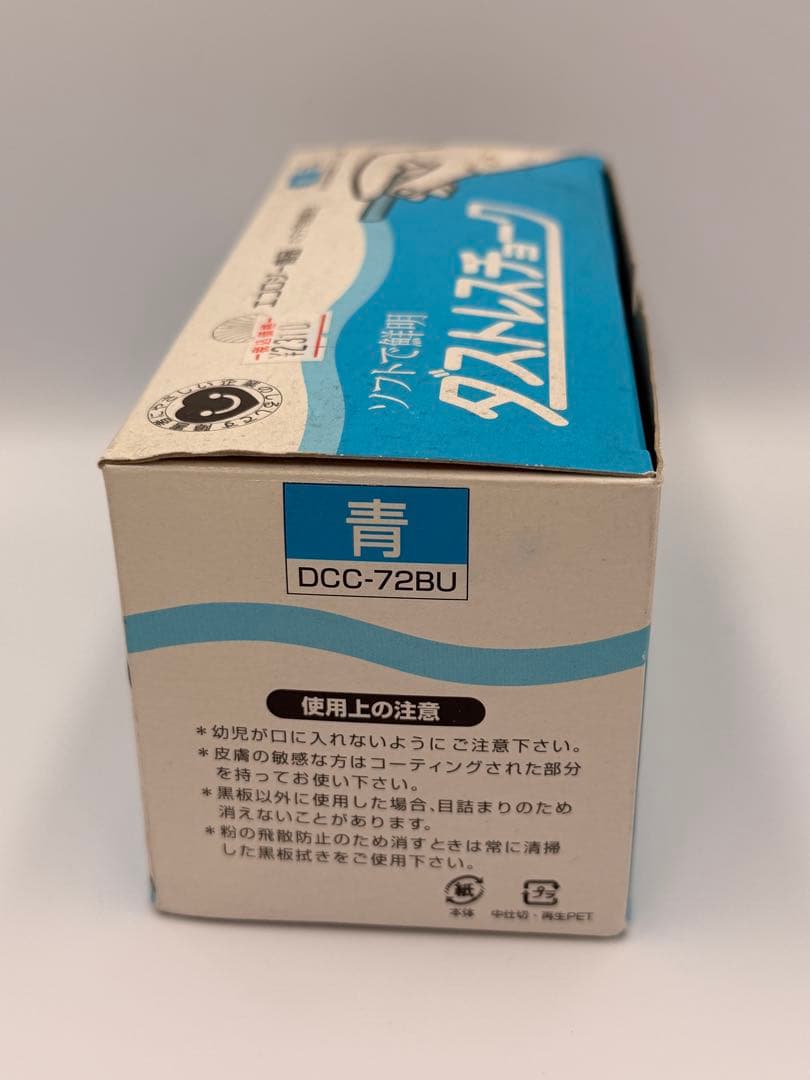 ダストレスチョーク
ソフトで鮮明
エコロジー
税込価格
¥2310
青
DCC-72BU
使用上の注意
*幼児が口に入れないようにご注意下さい。
*皮膚の敏感な方はコーティングされた部分
を持ってお使い下さい。
*黒板以外に使用した場合、目詰まりのため
消えないことがあります。
*粉の飛散防止のため消すときは常に清掃
した黒板拭きをご使用下さい。
紙
プラ
本体
中仕切・再生PET